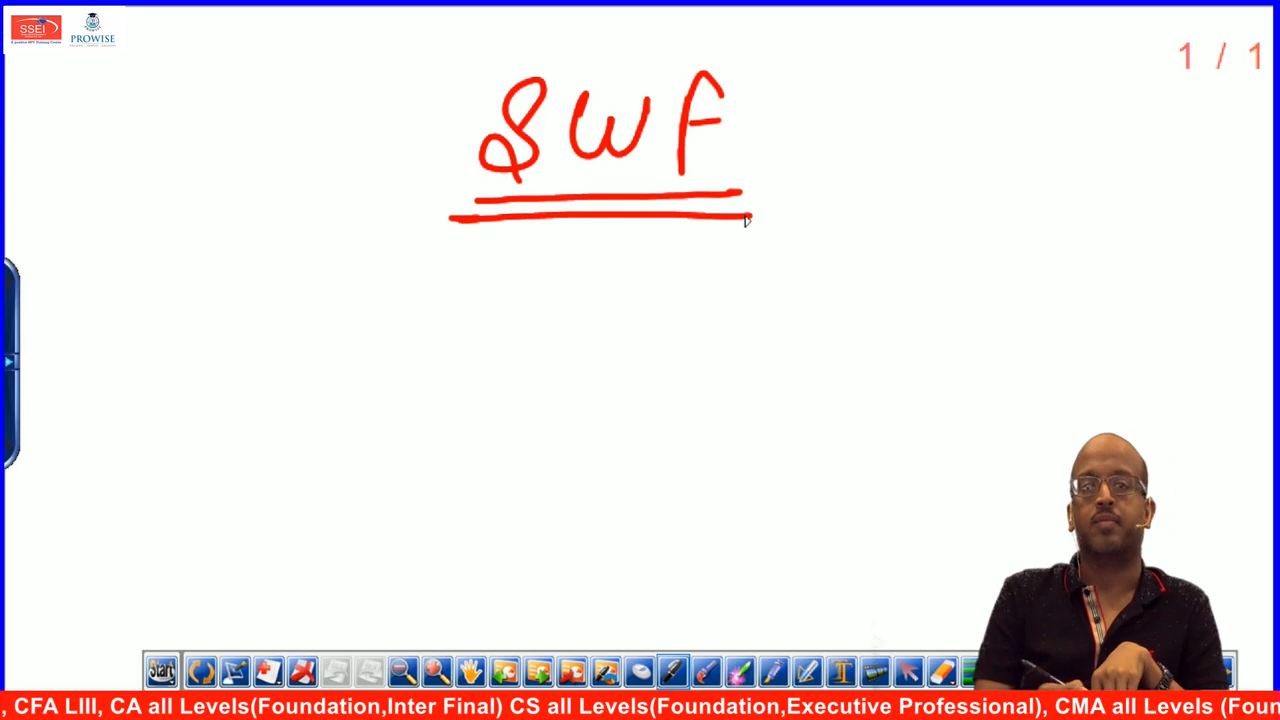 SSEI
PROWISE
1 / 1
SWF
Start
, CFA LIII, CA all Levels(Foundation,Inter Final) CS all Levels(Foundation,Executive Professional), CMA all Levels (Foun